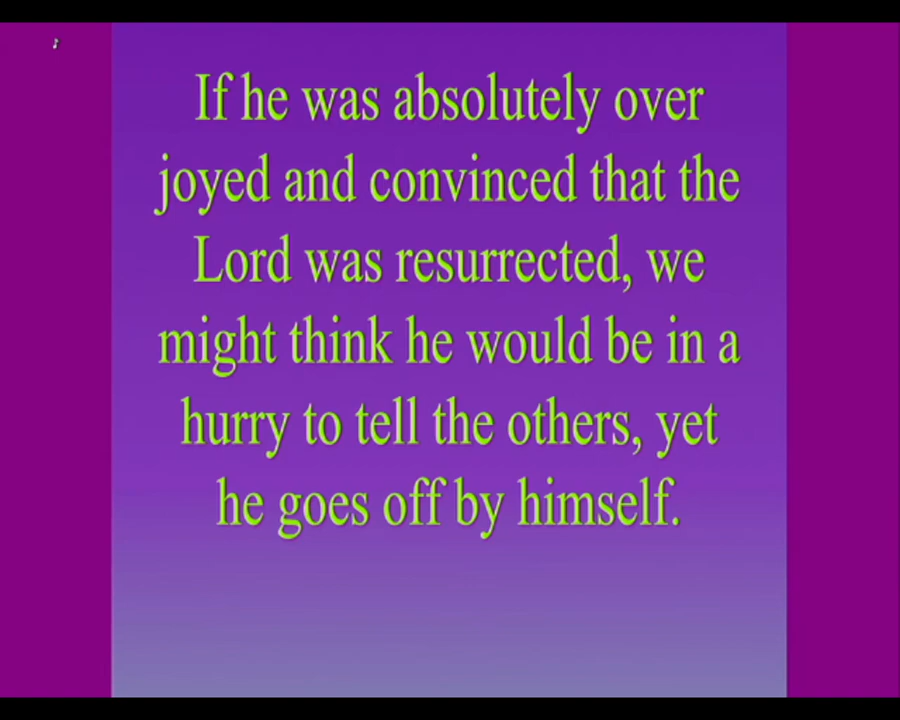 If he was absolutely over
joyed and convinced that the
Lord was resurrected, we
might think he would be in a
hurry to tell the others, yet
he goes off by himself.